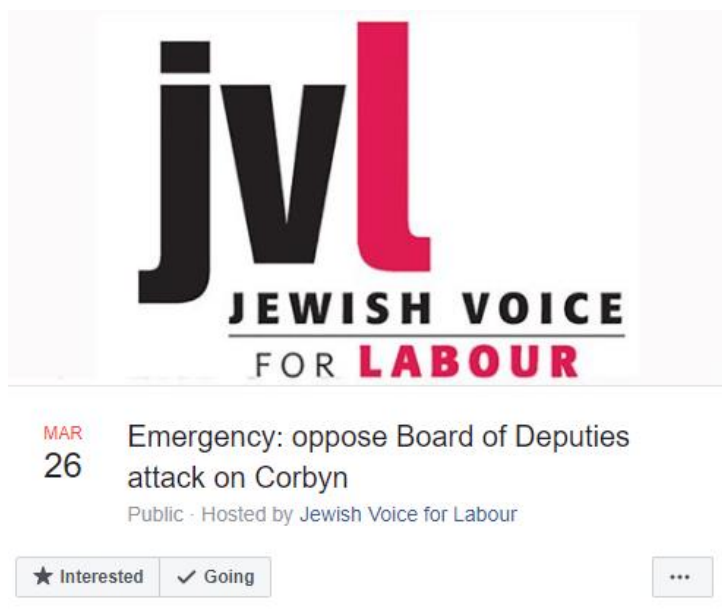 jvl
JEWISH VOICE
FOR LABOUR
MAR
26
Emergency: oppose Board of Deputies
attack on Corbyn
Public · Hosted by Jewish Voice for Labour
★ Interested ✓ Going ...